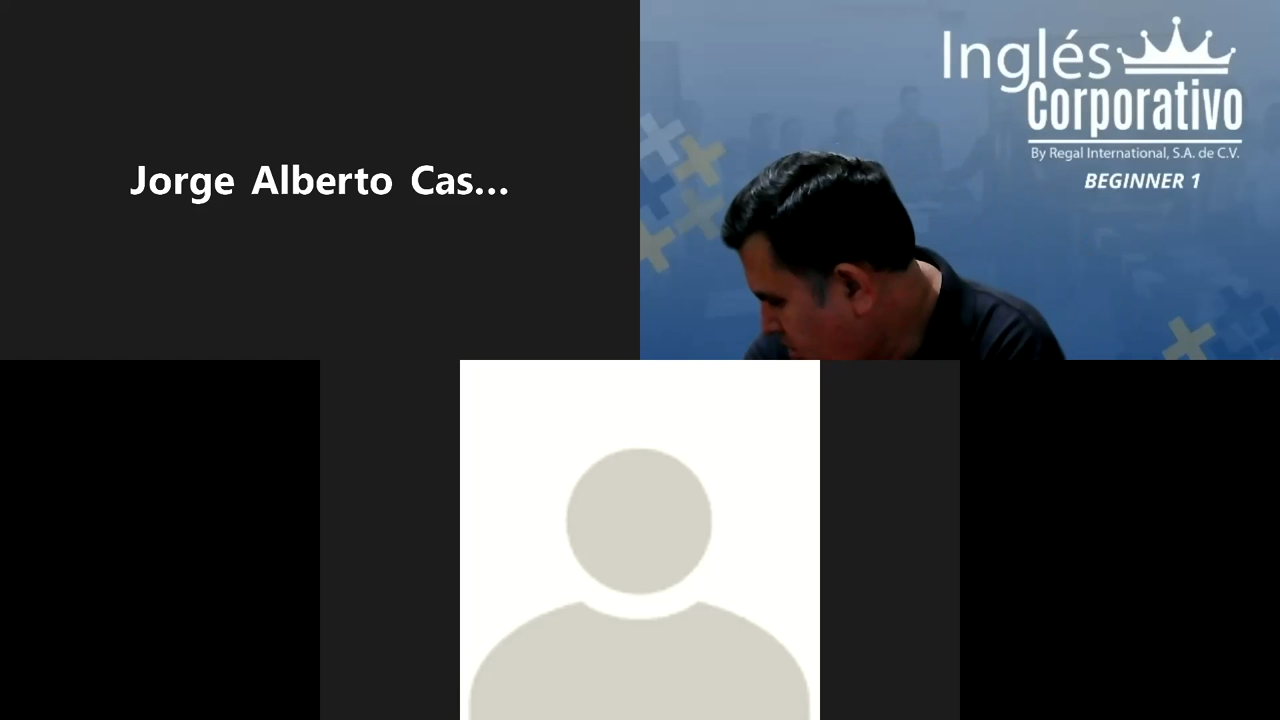 Jorge Alberto Cas...
Inglés
Corporativo
By Regal International, S.A. de C.V.
BEGINNER 1